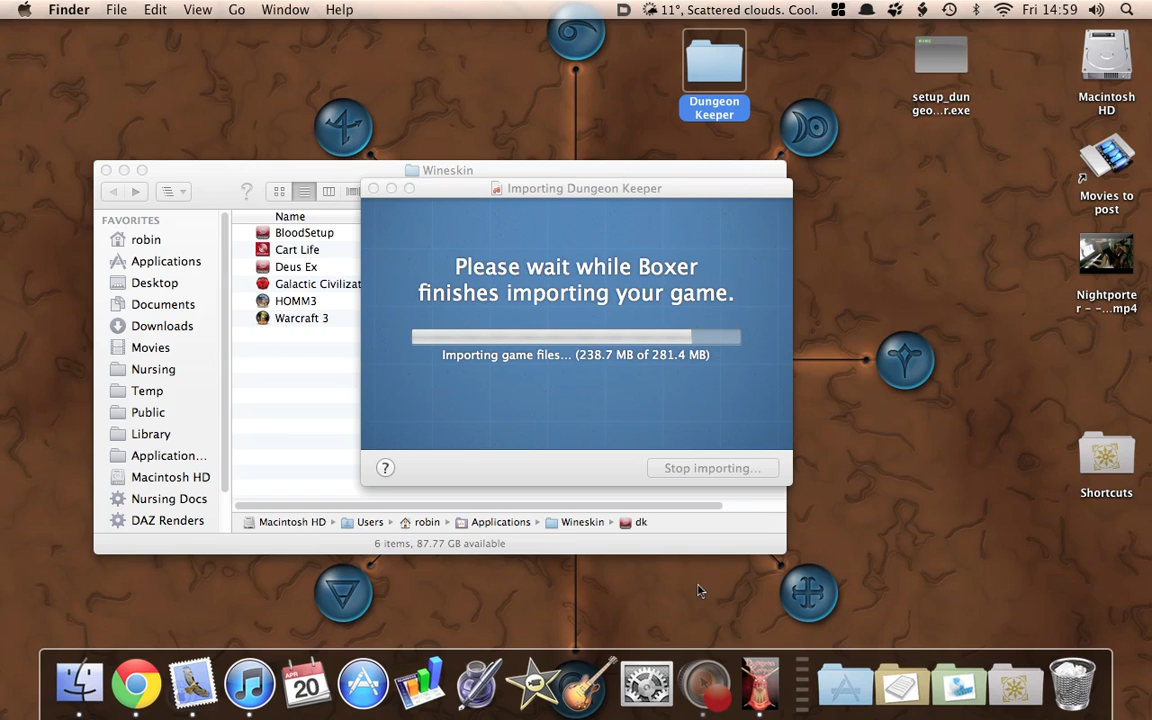 Finder File Edit View Go Window Help
11°, Scattered clouds. Cool.
Fri 14:59
Dungeon
Keeper
setup_dun
geo...r.exe
Macintosh
HD
Movies to
post
Nightporte
r - -...mp4
Shortcuts
Wineskin
FAVORITES
robin
Applications
Desktop
Documents
Downloads
Movies
Nursing
Temp
Public
Library
Application...
Macintosh HD
Nursing Docs
DAZ Renders
Name
BloodSetup
Cart Life
Deus Ex
Galactic Civilizat
HOMM3
Warcraft 3
Macintosh HD Users robin Applications Wineskin dk
6 items, 87.77 GB available
Importing Dungeon Keeper
Please wait while Boxer
finishes importing your game.
Importing game files... (238.7 MB of 281.4 MB)
?
Stop importing...
APR
20